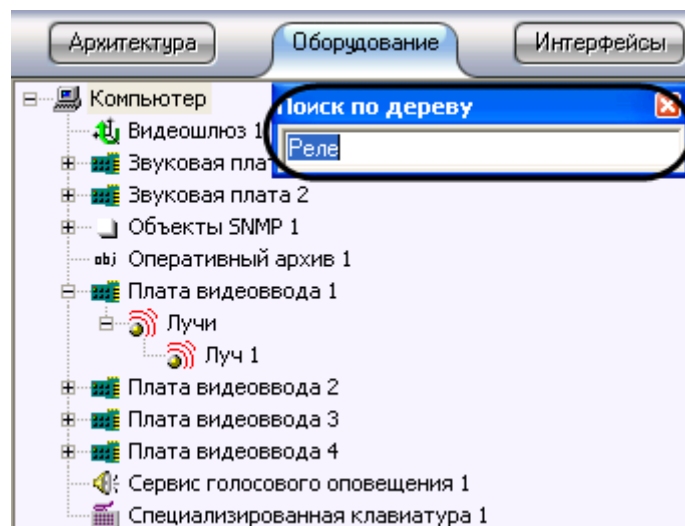 Архитектура Оборудование Интерфейсы
Компьютер
Поиск по дереву
Видеошлюз 1
Реле
Звуковая плат
Звуковая плата 2
Объекты SNMP 1
obj Оперативный архив 1
Плата видеоввода 1
Лучи
Луч 1
Плата видеоввода 2
Плата видеоввода 3
Плата видеоввода 4
Сервис голосового оповещения 1
Специализированная клавиатура 1